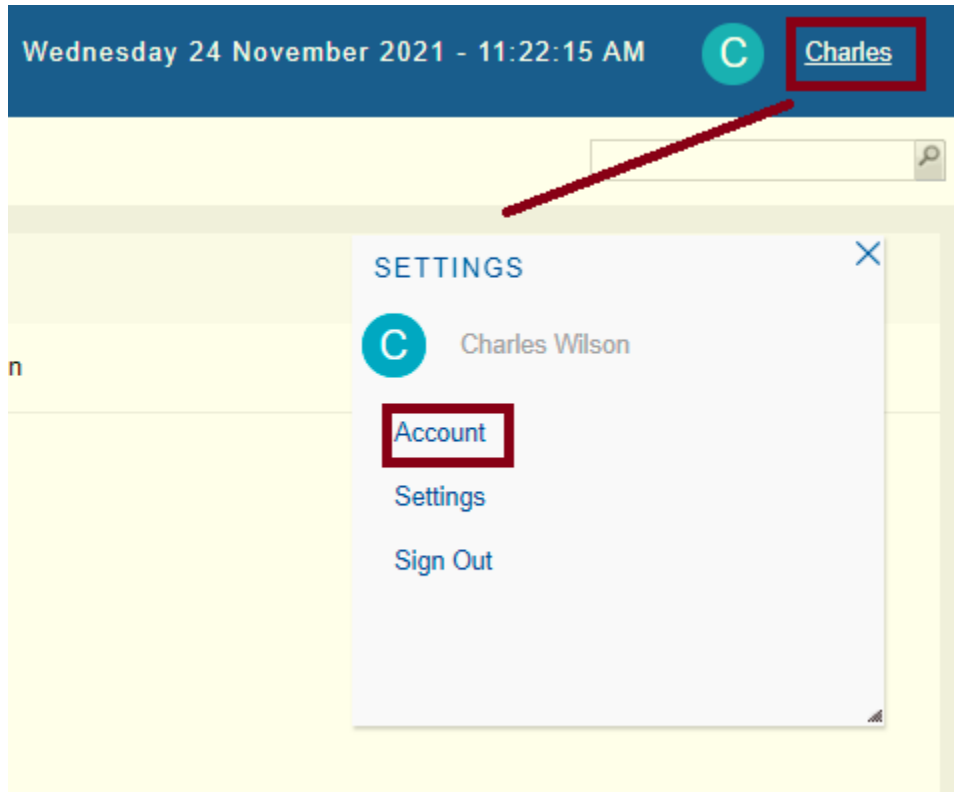 Wednesday 24 November 2021 - 11:22:15 AM C Charles
SETTINGS
C Charles Wilson
n
Account
Settings
Sign Out